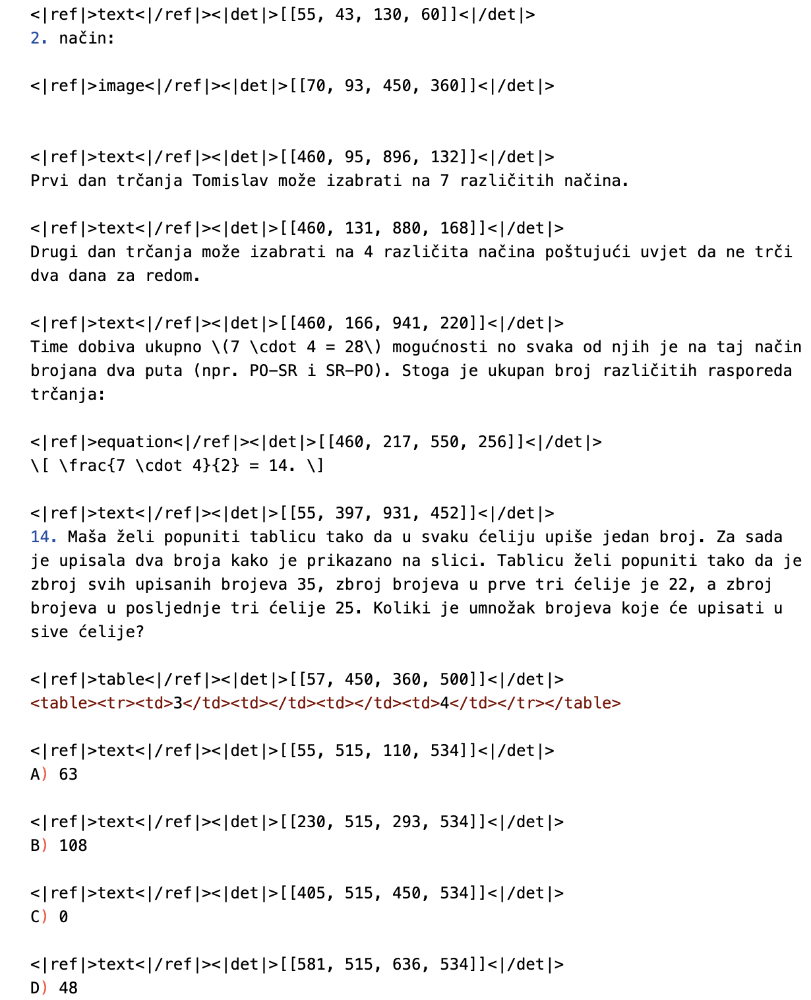 <|ref|>text<|/ref|><|det|>[[55, 43, 130, 60]]<|/det|>
2. način:
<|ref|>image<|/ref|><|det|>[[70, 93, 450, 360]]<|/det|>
<|ref|>text<|/ref|><|det|>[[460, 95, 896, 132]]<|/det|>
Prvi dan trčanja Tomislav može izabrati na 7 različitih načina.
<|ref|>text<|/ref|><|det|>[[460, 131, 880, 168]]<|/det|>
Drugi dan trčanja može izabrati na 4 različita načina poštujući uvjet da ne trči
dva dana za redom.
<|ref|>text<|/ref|><|det|>[[460, 166, 941, 220]]<|/det|>
Time dobiva ukupno \(7 \cdot 4 = 28\) mogućnosti no svaka od njih je na taj način
brojana dva puta (npr. PO–SR i SR–PO). Stoga je ukupan broj različitih rasporeda
trčanja:
<|ref|>equation<|/ref|><|det|>[[460, 217, 550, 256]]<|/det|>
\[ \frac{7 \cdot 4}{2} = 14. \]
<|ref|>text<|/ref|><|det|>[[55, 397, 931, 452]]<|/det|>
14. Maša želi popuniti tablicu tako da u svaku ćeliju upiše jedan broj. Za sada
je upisala dva broja kako je prikazano na slici. Tablicu želi popuniti tako da je
zbroj svih upisanih brojeva 35, zbroj brojeva u prve tri ćelije je 22, a zbroj
brojeva u posljednje tri ćelije 25. Koliki je umnožak brojeva koje će upisati u
sive ćelije?
<|ref|>table<|/ref|><|det|>[[57, 450, 360, 500]]<|/det|>
<table><tr><td>3</td><td></td><td></td><td>4</td></tr></table>
<|ref|>text<|/ref|><|det|>[[55, 515, 110, 534]]<|/det|>
A) 63
<|ref|>text<|/ref|><|det|>[[230, 515, 293, 534]]<|/det|>
B) 108
<|ref|>text<|/ref|><|det|>[[405, 515, 450, 534]]<|/det|>
C) 0
<|ref|>text<|/ref|><|det|>[[581, 515, 636, 534]]<|/det|>
D) 48